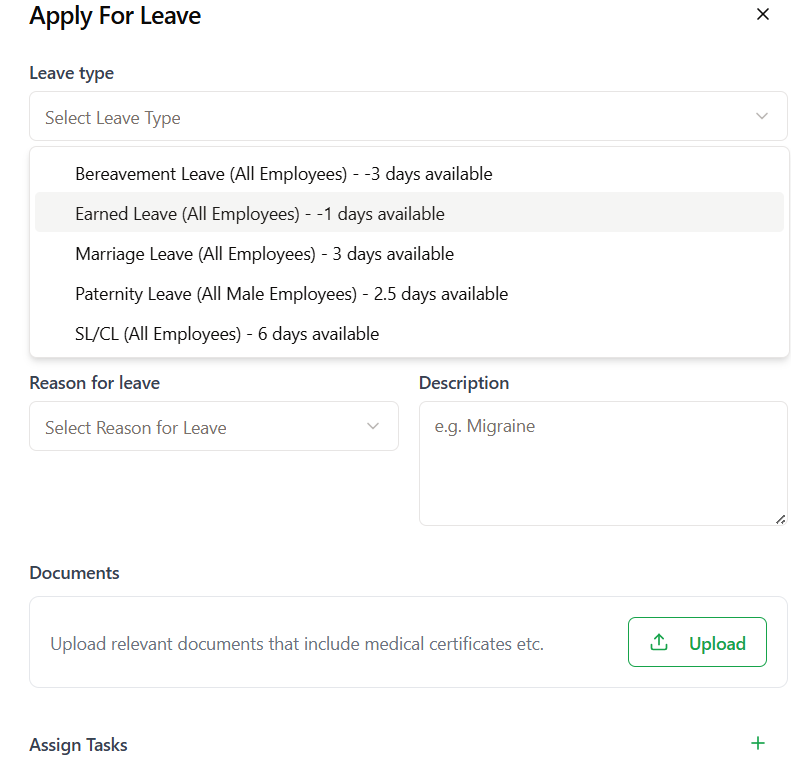 Apply For Leave
Leave type
Select Leave Type
Bereavement Leave (All Employees) - -3 days available
Earned Leave (All Employees) - -1 days available
Marriage Leave (All Employees) - 3 days available
Paternity Leave (All Male Employees) - 2.5 days available
SL/CL (All Employees) - 6 days available
Reason for leave
Description
Select Reason for Leave
e.g. Migraine
Documents
Upload relevant documents that include medical certificates etc.
Upload
Assign Tasks